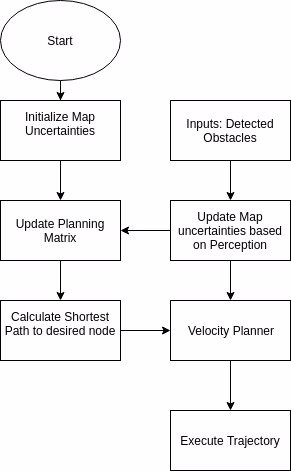 Start
Initialize Map
Uncertainties
Inputs: Detected
Obstacles
Update Planning
Matrix
Update Map
uncertainties based
on Perception
Calculate Shortest
Path to desired node
Velocity Planner
Execute Trajectory